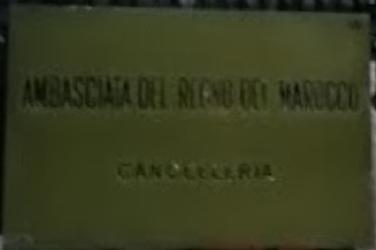 AMBASCIATA DEL REGNO DEL MAROCCO
CANCELLERIA